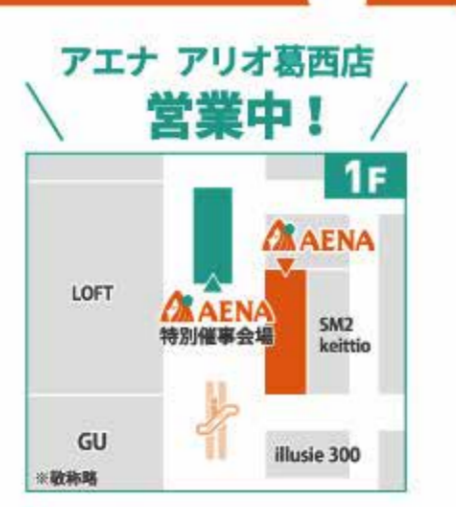 アエナ アリオ葛西店
営業中！
1F
AENA
LOFT
AENA
特別催事会場
SM2
keittio
GU
illusie 300
※敬称略